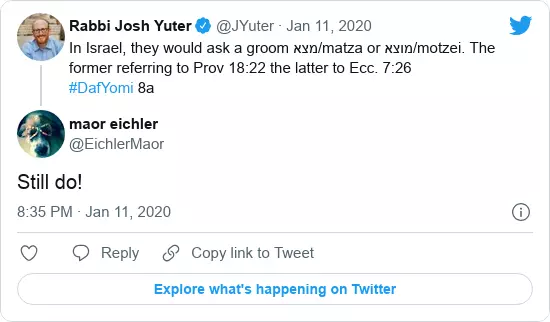 Rabbi Josh Yuter @JYuter · Jan 11, 2020
In Israel, they would ask a groom מצא/matza or מוצא/motzei. The
former referring to Prov 18:22 the latter to Ecc. 7:26
#DafYomi 8a
maor eichler
@EichlerMaor
Still do!
8:35 PM · Jan 11, 2020
Reply Copy link to Tweet
Explore what's happening on Twitter